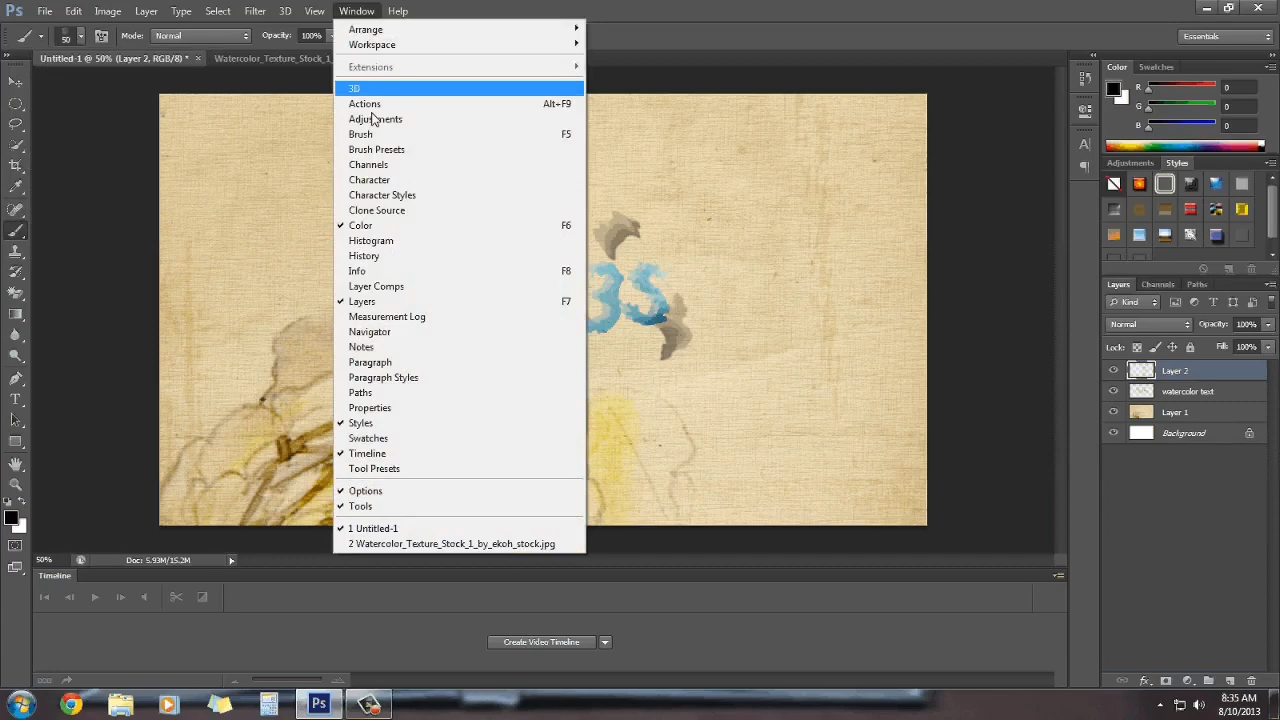 Ps File Edit Image Layer Type Select Filter 3D View Window Help
50 Mode: Normal Opacity: 100% Essentials
Untitled-1 @ 50% (Layer 2, RGB/8) * × Watercolor_Texture_Stock_1_
Arrange
Workspace
Extensions
3D
Actions Alt+F9
Adjustments
Brush F5
Brush Presets
Channels
Character
Character Styles
Clone Source
Color F6
Histogram
History
Info F8
Layer Comps
Layers F7
Measurement Log
Navigator
Notes
Paragraph
Paragraph Styles
Paths
Properties
Styles
Swatches
Timeline
Tool Presets
Options
Tools
1 Untitled-1
2 Watercolor_Texture_Stock_1_by_ekoh_stock.jpg
3S
Color Swatches
R 0
G 0
B 0
Adjustments Styles
Layers Channels Paths
Kind
Normal Opacity: 100%
Lock: Fill: 100%
Layer 2
watercolor text
Layer 1
Background
50% Doc: 5.93M/15.2M
Timeline
Create Video Timeline
Ps
8:35 AM
8/10/2013